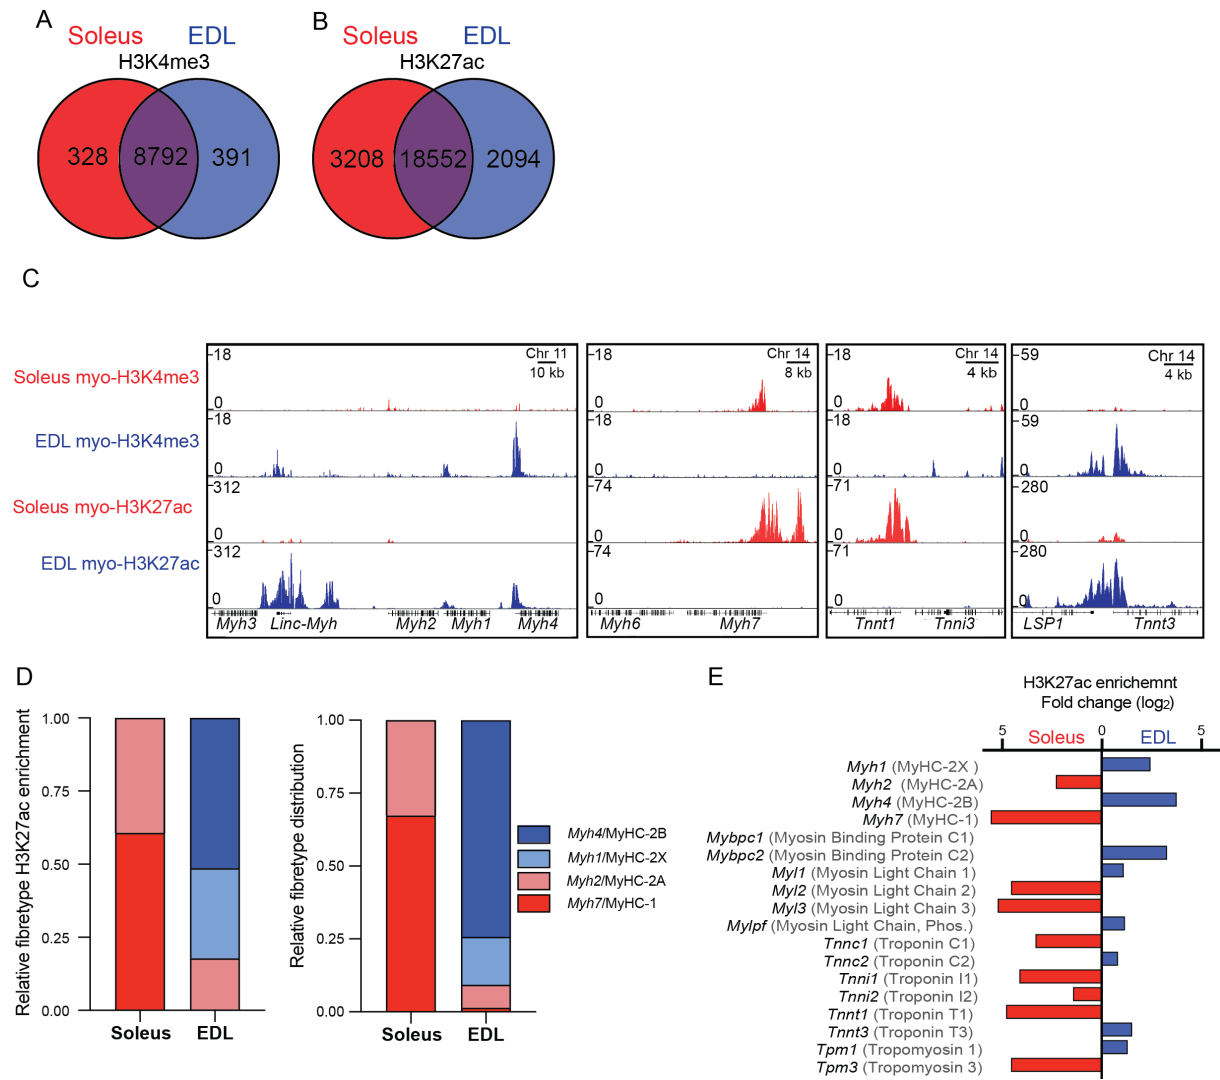 A
B
Soleus EDL
Soleus EDL
H3K4me3
H3K27ac
328 8792 391
3208 18552 2094
C
Soleus myo-H3K4me3
EDL myo-H3K4me3
Soleus myo-H3K27ac
EDL myo-H3K27ac
18
Chr 11
10 kb
0
18
0
312
0
312
0
Myh3 Linc-Myh Myh2 Myh1 Myh4
18
Chr 14
8 kb
0
18
0
74
0
74
0
Myh6 Myh7
18
Chr 14
4 kb
0
18
0
71
0
71
0
Tnnt1 Tnni3
59
Chr 14
4 kb
0
59
0
280
0
280
0
LSP1 Tnnt3
D
Relative fibretype H3K27ac enrichment
1.00
0.75
0.50
0.25
0.00
Soleus EDL
Relative fibretype distribution
1.00
0.75
0.50
0.25
0.00
Soleus EDL
Myh4/MyHC-2B
Myh1/MyHC-2X
Myh2/MyHC-2A
Myh7/MyHC-1
E
H3K27ac enrichemnt
Fold change (log2)
5 Soleus 0 EDL 5
Myh1 (MyHC-2X )
Myh2 (MyHC-2A)
Myh4 (MyHC-2B)
Myh7 (MyHC-1)
Mybpc1 (Myosin Binding Protein C1)
Mybpc2 (Myosin Binding Protein C2)
Myl1 (Myosin Light Chain 1)
Myl2 (Myosin Light Chain 2)
Myl3 (Myosin Light Chain 3)
Mylpf (Myosin Light Chain, Phos.)
Tnnc1 (Troponin C1)
Tnnc2 (Troponin C2)
Tnni1 (Troponin I1)
Tnni2 (Troponin I2)
Tnnt1 (Troponin T1)
Tnnt3 (Troponin T3)
Tpm1 (Tropomyosin 1)
Tpm3 (Tropomyosin 3)